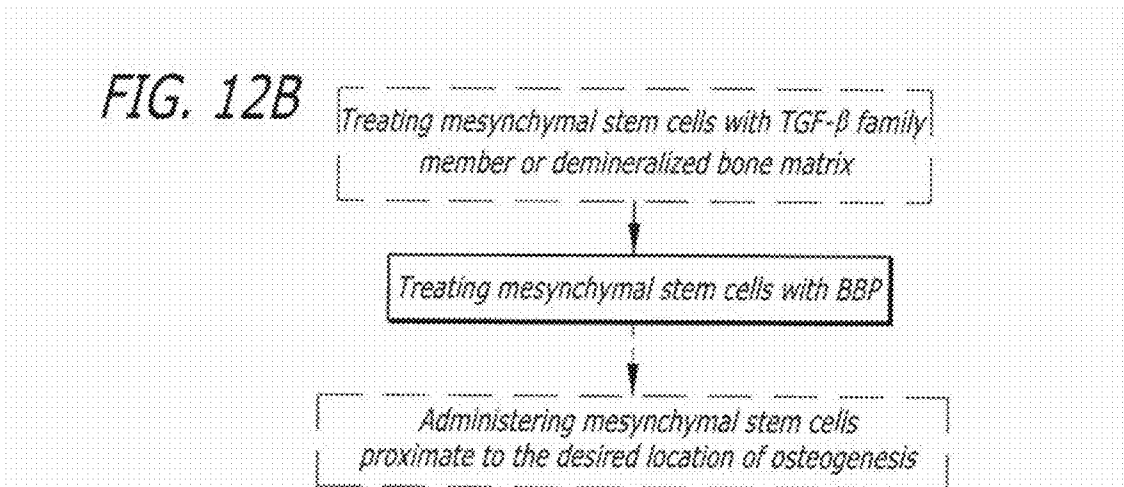 FIG. 12B
Treating mesynchymal stem cells with TGF-β family
member or demineralized bone matrix
Treating mesynchymal stem cells with BBP
Administering mesynchymal stem cells
proximate to the desired location of osteogenesis